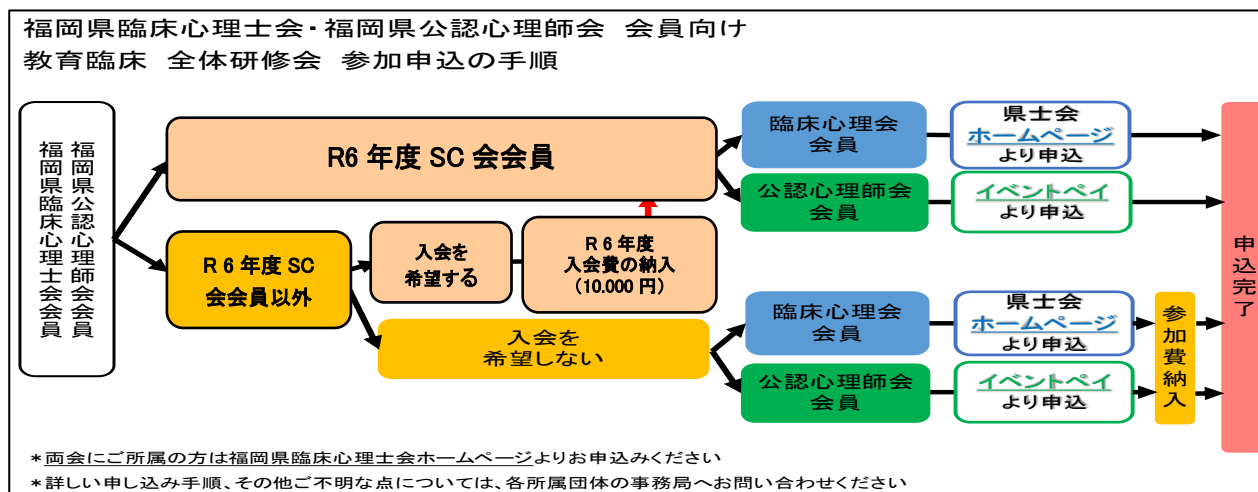 福岡県臨床心理士会・福岡県公認心理師会 会員向け
教育臨床 全体研修会 参加申込の手順
福岡県公認心理師会会員
福岡県臨床心理士会会員
R6 年度 SC 会会員
臨床心理会
会員
県士会
ホームページ
より申込
公認心理師会
会員
イベントペイ
より申込
R 6 年度 SC
会会員以外
入会を
希望する
R 6 年度
入会費の納入
(10.000 円)
入会を
希望しない
臨床心理会
会員
県士会
ホームページ
より申込
公認心理師会
会員
イベントペイ
より申込
参加費納入
申込完了
*両会にご所属の方は福岡県臨床心理士会ホームページよりお申込みください
*詳しい申し込み手順、その他ご不明な点については、各所属団体の事務局へお問い合わせください